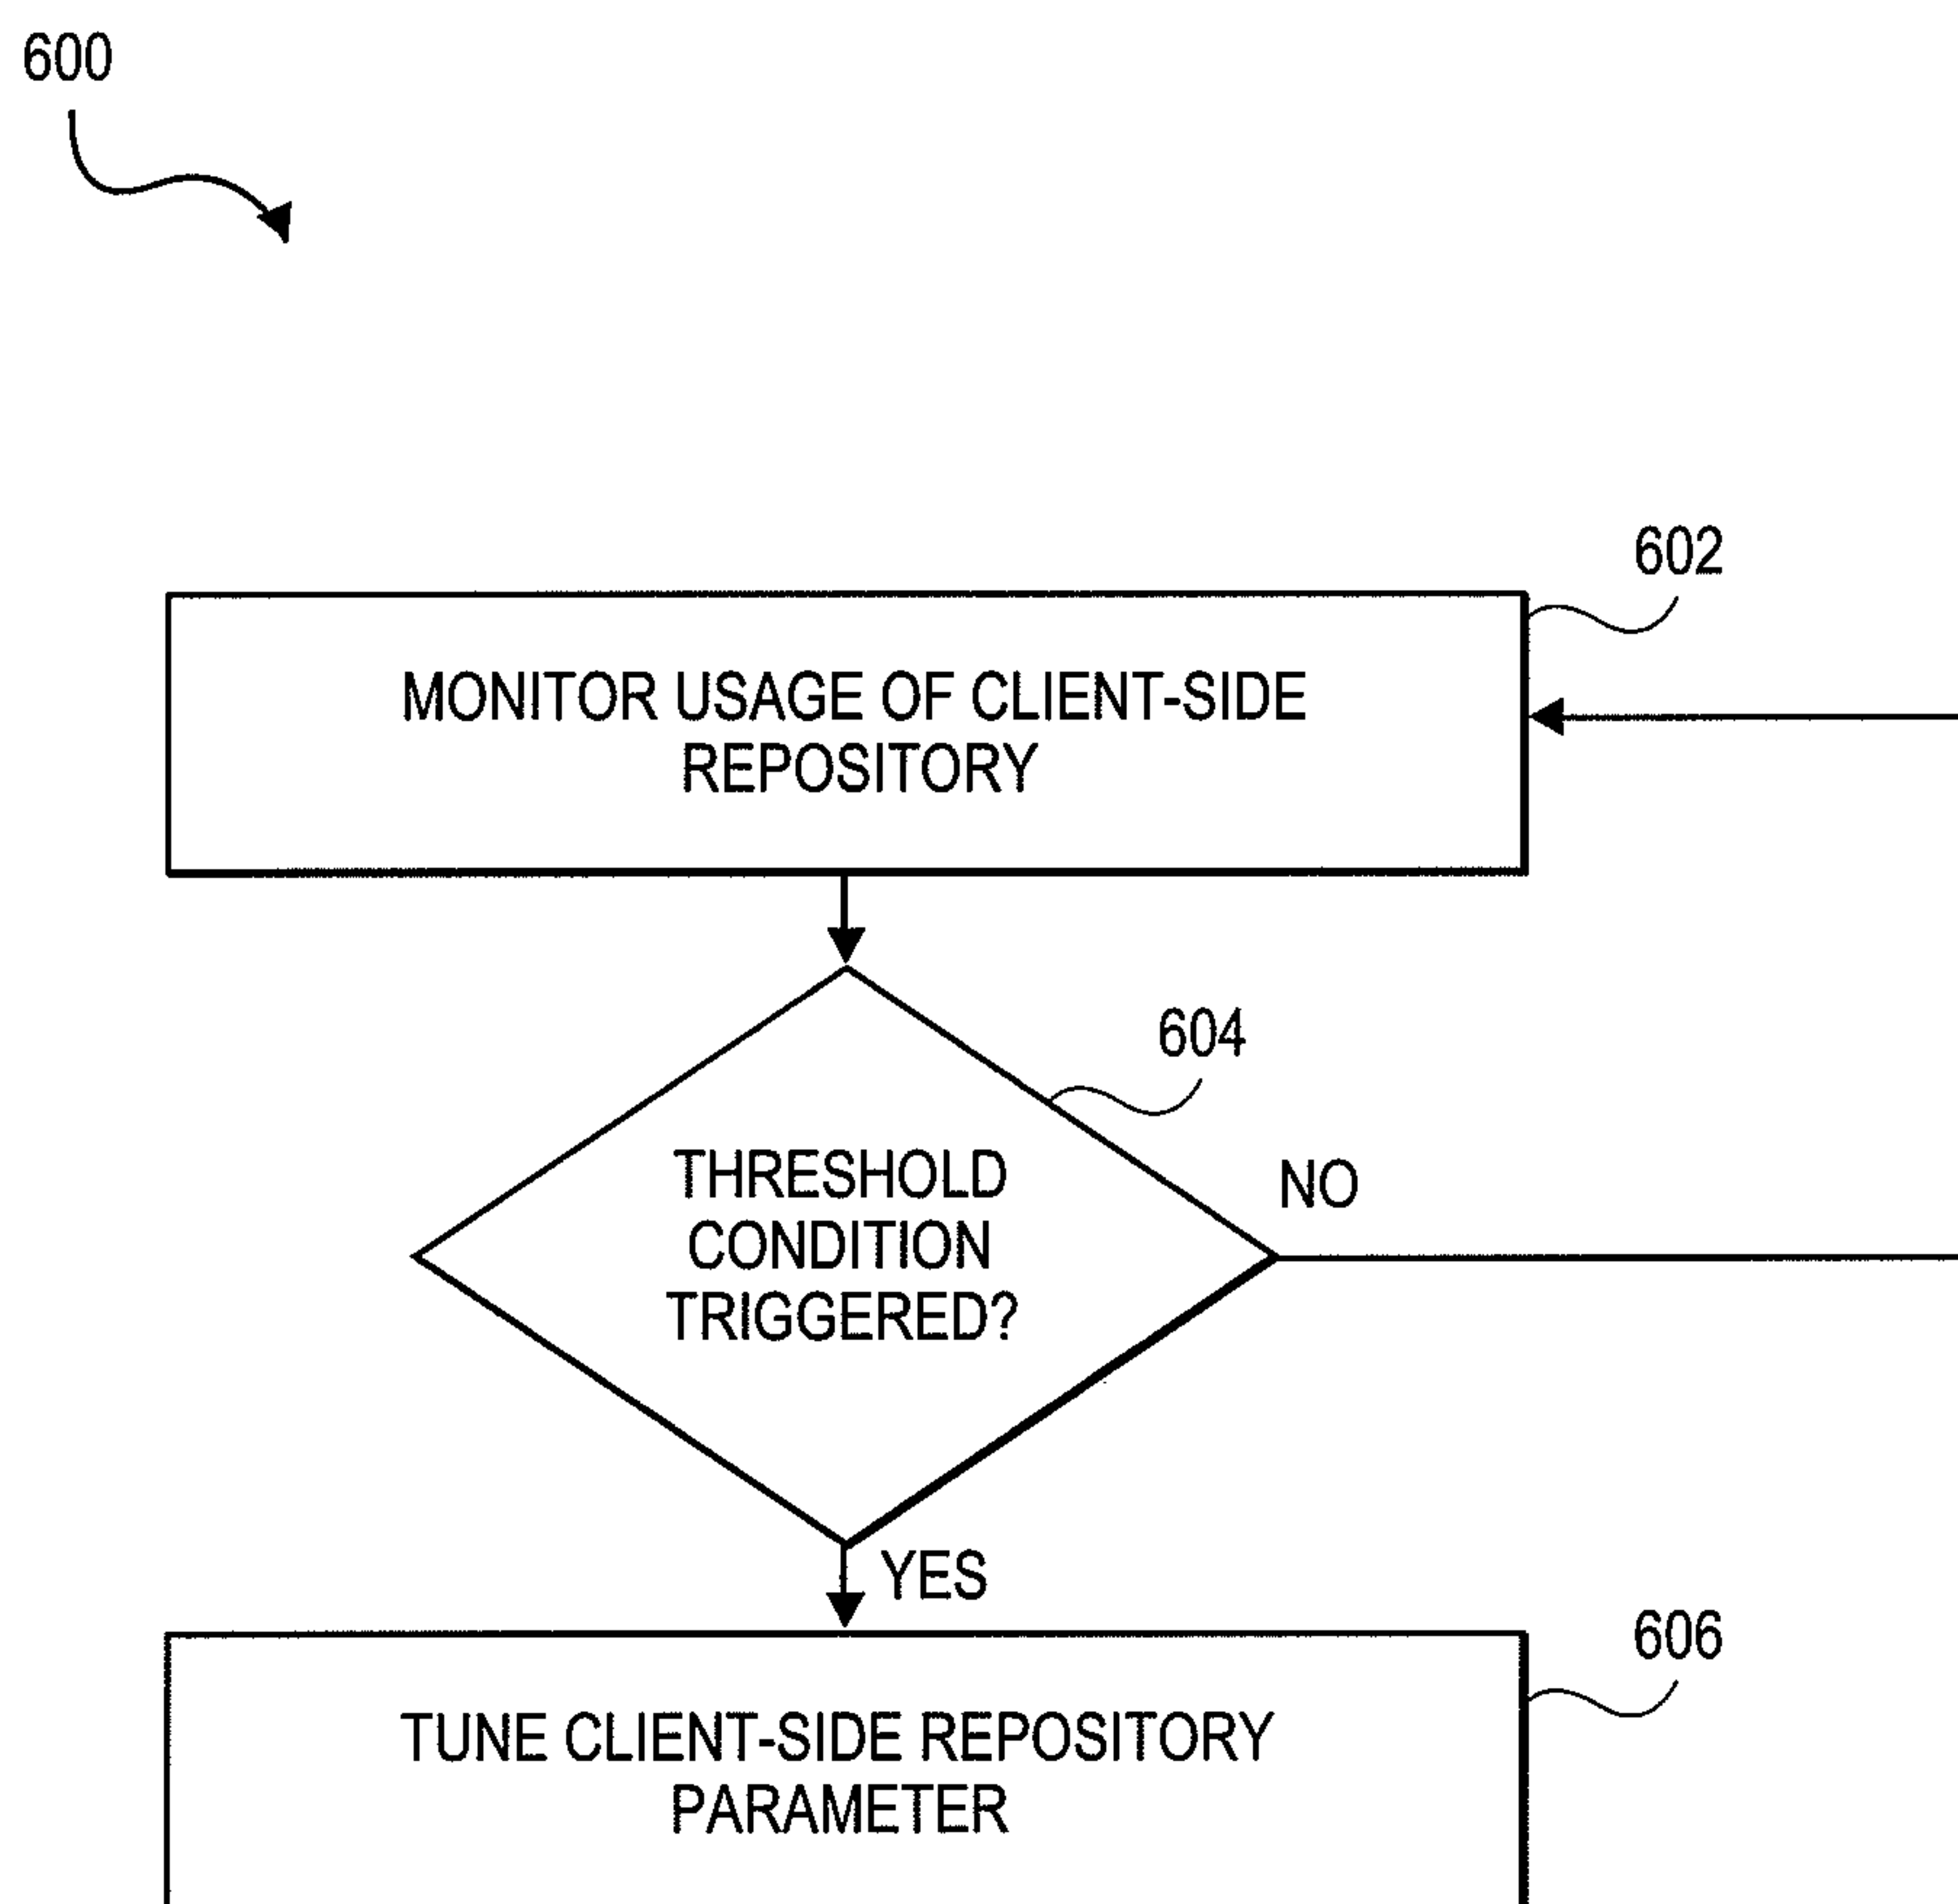 600
602
MONITOR USAGE OF CLIENT-SIDE
REPOSITORY
604
THRESHOLD
CONDITION
TRIGGERED?
NO
YES
606
TUNE CLIENT-SIDE REPOSITORY
PARAMETER